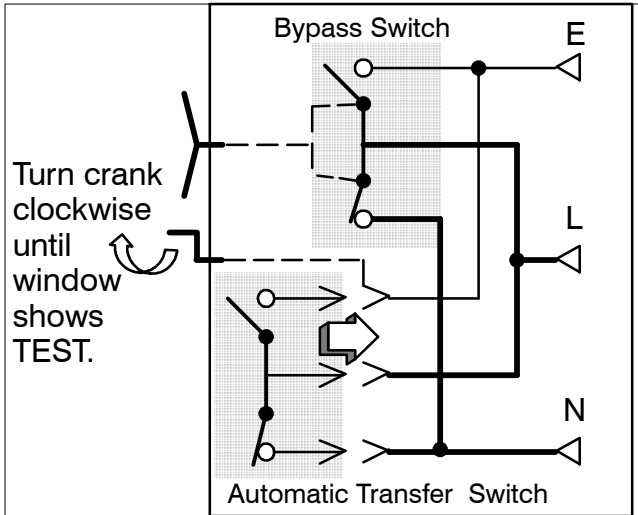 Bypass Switch
E
Turn crank
clockwise
until
window
shows
TEST.
L
N
Automatic Transfer Switch